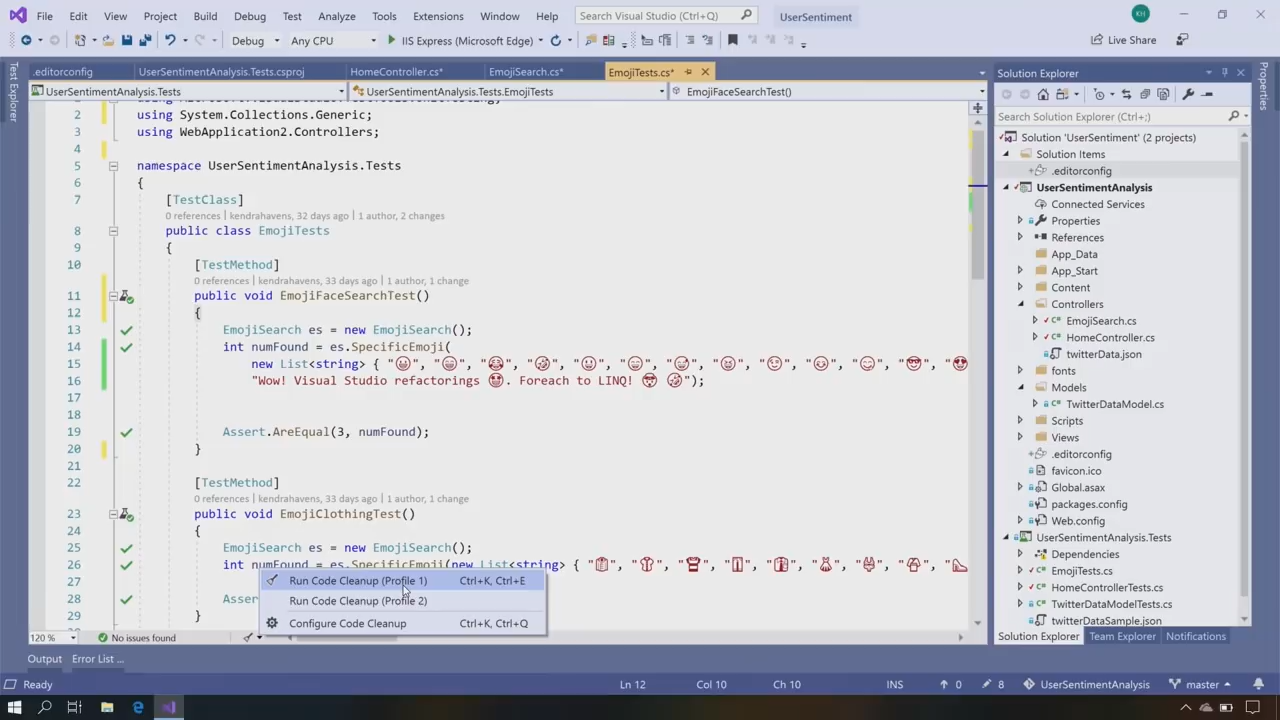 File Edit View Project Build Debug Test Analyze Tools Extensions Window Help Search Visual Studio (Ctrl+Q) UserSentiment KH
Debug Any CPU IIS Express (Microsoft Edge) Live Share
.editorconfig UserSentimentAnalysis.Tests.csproj HomeController.cs* EmojiSearch.cs* EmojiTests.cs*
UserSentimentAnalysis.Tests UserSentimentAnalysis.Tests.EmojiTests EmojiFaceSearchTest()
Test Explorer
2 using System.Collections.Generic;
3 using WebApplication2.Controllers;
4
5 namespace UserSentimentAnalysis.Tests
6 {
7 [TestClass]
0 references | kendrahavens, 32 days ago | 1 author, 2 changes
8 public class EmojiTests
9 {
10 [TestMethod]
0 references | kendrahavens, 33 days ago | 1 author, 1 change
11 public void EmojiFaceSearchTest()
12 {
13 EmojiSearch es = new EmojiSearch();
14 int numFound = es.SpecificEmoji(
15 new List<string> { "
16 "Wow! Visual Studio refactorings . Foreach to LINQ! ");
17
18
19 Assert.AreEqual(3, numFound);
20 }
21
22 [TestMethod]
0 references | kendrahavens, 33 days ago | 1 author, 1 change
23 public void EmojiClothingTest()
24 {
25 EmojiSearch es = new EmojiSearch();
26 int numFound = es.SpecificEmoji(new List<string> { "
27
28 Asser
29 }
Run Code Cleanup (Profile 1) Ctrl+K, Ctrl+E
Run Code Cleanup (Profile 2)
Configure Code Cleanup Ctrl+K, Ctrl+Q
120 % No issues found
Output Error List ...
Solution Explorer
Search Solution Explorer (Ctrl+;)
Solution 'UserSentiment' (2 projects)
Solution Items
.editorconfig
UserSentimentAnalysis
Connected Services
Properties
References
App_Data
App_Start
Content
Controllers
EmojiSearch.cs
HomeController.cs
twitterData.json
fonts
Models
TwitterDataModel.cs
Scripts
Views
.editorconfig
favicon.ico
Global.asax
packages.config
Web.config
UserSentimentAnalysis.Tests
Dependencies
EmojiTests.cs
HomeControllerTests.cs
TwitterDataModelTests.cs
twitterDataSample.json
Solution Explorer Team Explorer Notifications
Properties
Ready Ln 12 Col 10 Ch 10 INS 0 8 UserSentimentAnalysis master